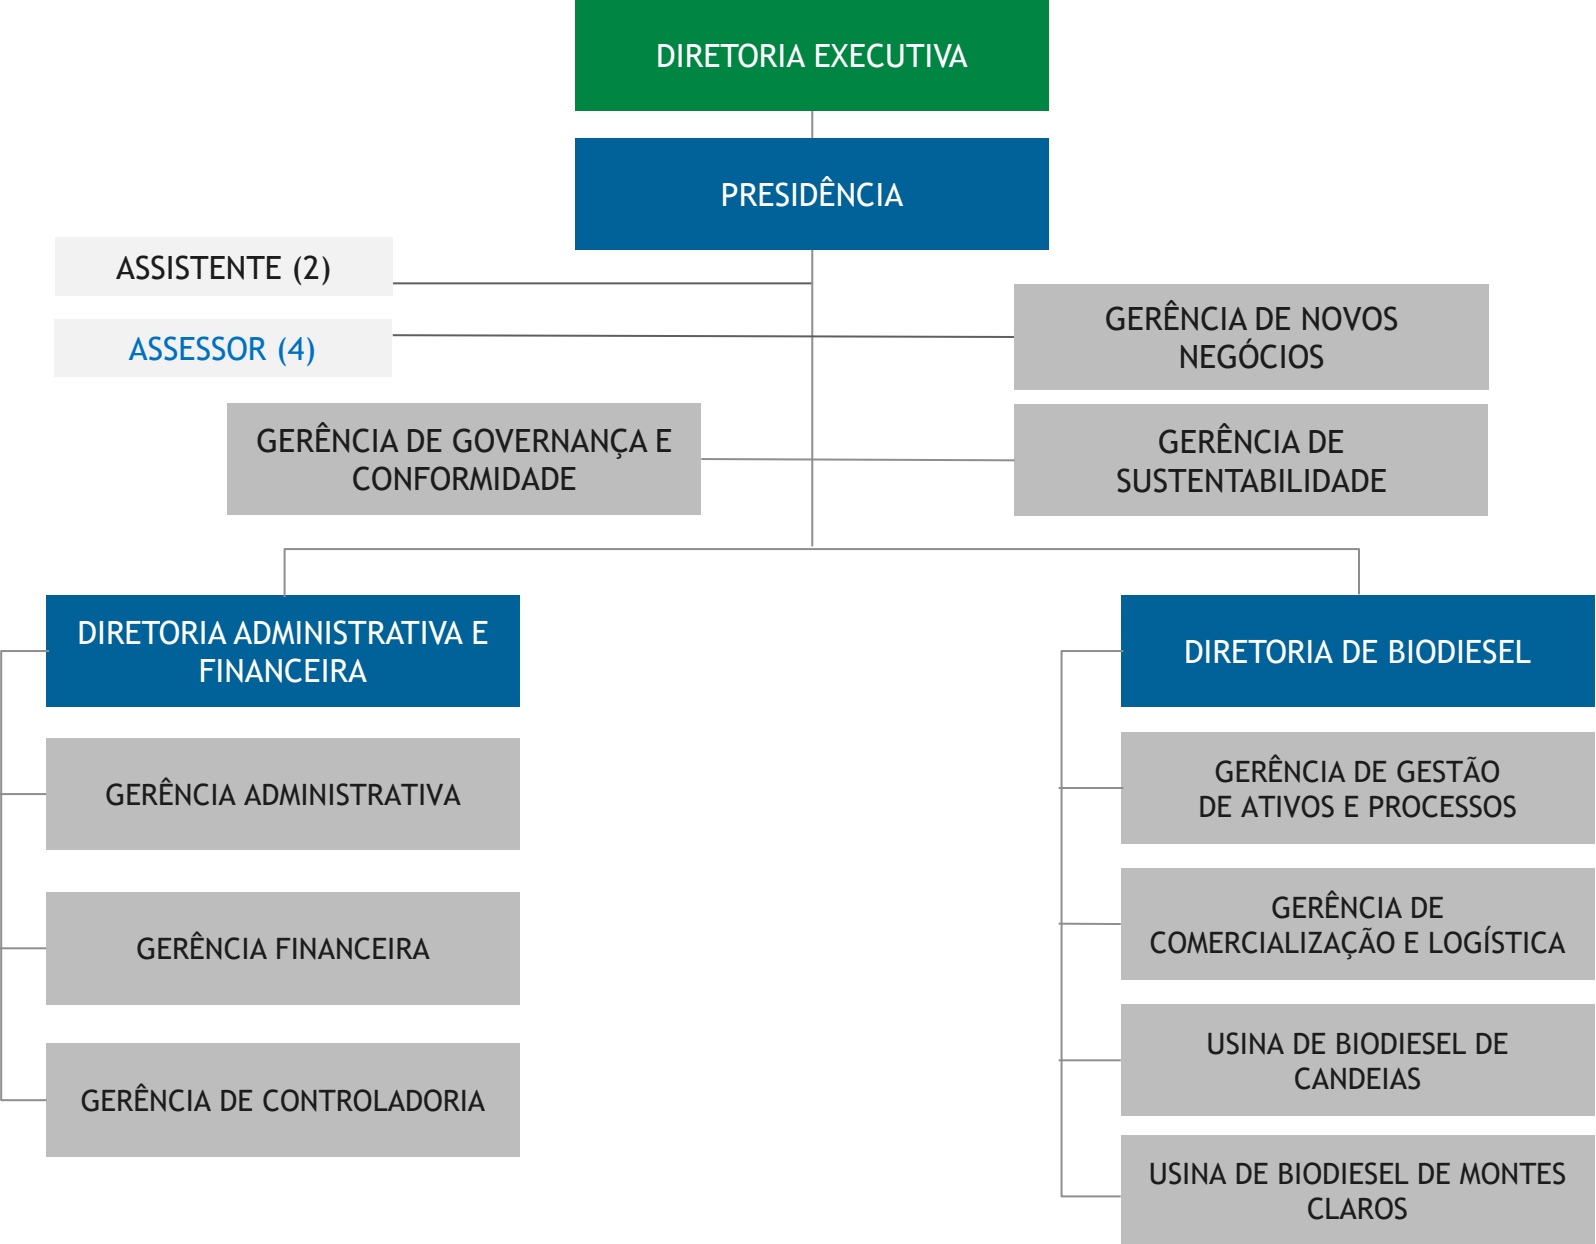 DIRETORIA EXECUTIVA
PRESIDÊNCIA
ASSISTENTE (2)
ASSESSOR (4)
GERÊNCIA DE NOVOS
NEGÓCIOS
GERÊNCIA DE GOVERNANÇA E
CONFORMIDADE
GERÊNCIA DE
SUSTENTABILIDADE
DIRETORIA ADMINISTRATIVA E
FINANCEIRA
GERÊNCIA ADMINISTRATIVA
GERÊNCIA FINANCEIRA
GERÊNCIA DE CONTROLADORIA
DIRETORIA DE BIODIESEL
GERÊNCIA DE GESTÃO
DE ATIVOS E PROCESSOS
GERÊNCIA DE
COMERCIALIZAÇÃO E LOGÍSTICA
USINA DE BIODIESEL DE
CANDEIAS
USINA DE BIODIESEL DE MONTES
CLAROS